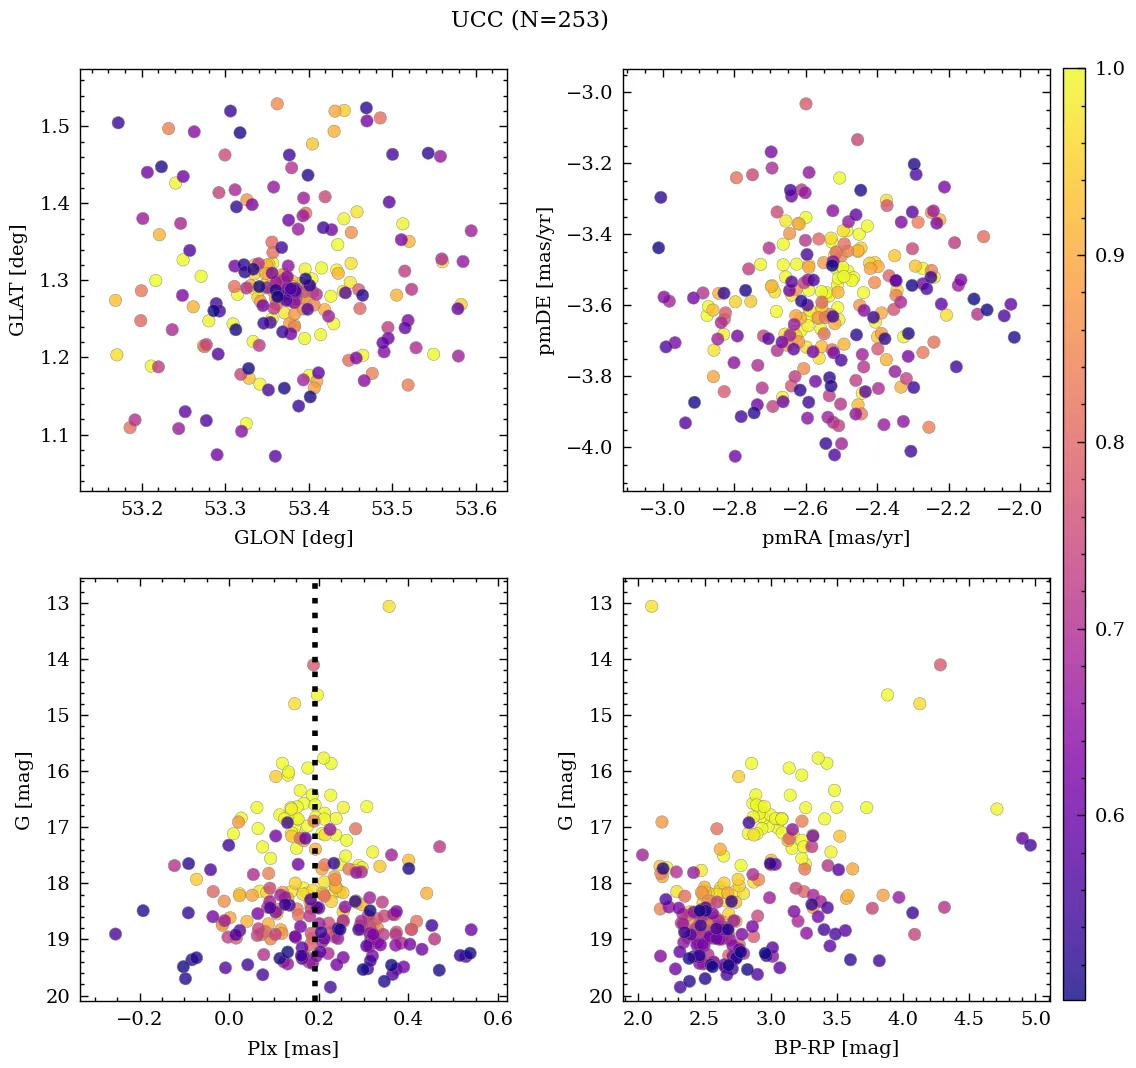 UCC (N=253)
1.5
1.4
1.3
1.2
1.1
GLAT [deg]
53.2 53.3 53.4 53.5 53.6
GLON [deg]
−3.0
−3.2
−3.4
−3.6
−3.8
−4.0
pmDE [mas/yr]
−3.0 −2.8 −2.6 −2.4 −2.2 −2.0
pmRA [mas/yr]
1.0
0.9
0.8
0.7
0.6
13
14
15
16
17
18
19
20
G [mag]
−0.2 0.0 0.2 0.4 0.6
Plx [mas]
13
14
15
16
17
18
19
20
G [mag]
2.0 2.5 3.0 3.5 4.0 4.5 5.0
BP-RP [mag]